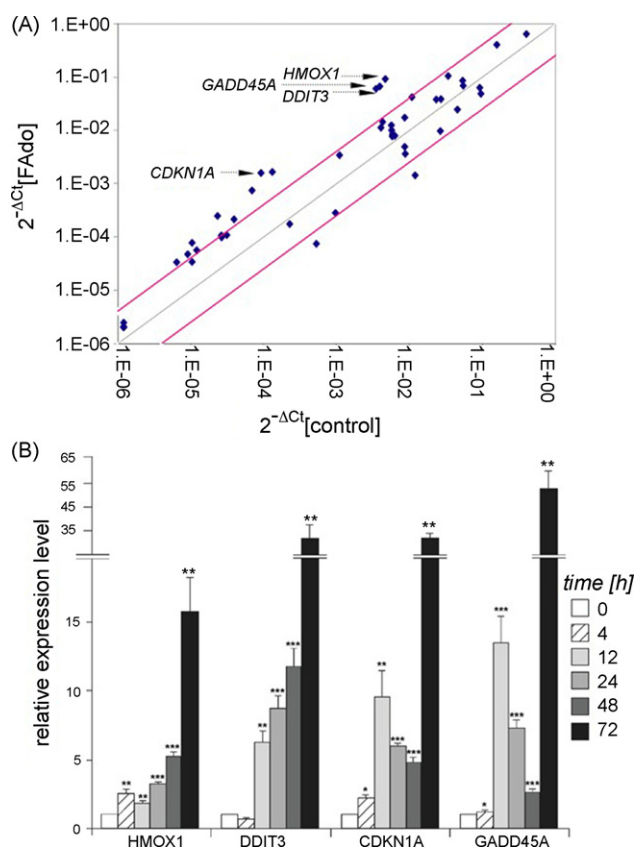 (A)
2^-ΔCt[FAdo]
1.E+00
1.E-01
1.E-02
1.E-03
1.E-04
1.E-05
1.E-06
HMOX1
GADD45A
DDIT3
CDKN1A
1.E-06
1.E-05
1.E-04
1.E-03
1.E-02
1.E-01
1.E+00
2^-ΔCt[control]
(B)
relative expression level
65
55
45
35
15
10
5
0
** ** *** *** **
** *** *** **
* ** *** *** **
* *** *** ** **
time [h]
0
4
12
24
48
72
HMOX1 DDIT3 CDKN1A GADD45A